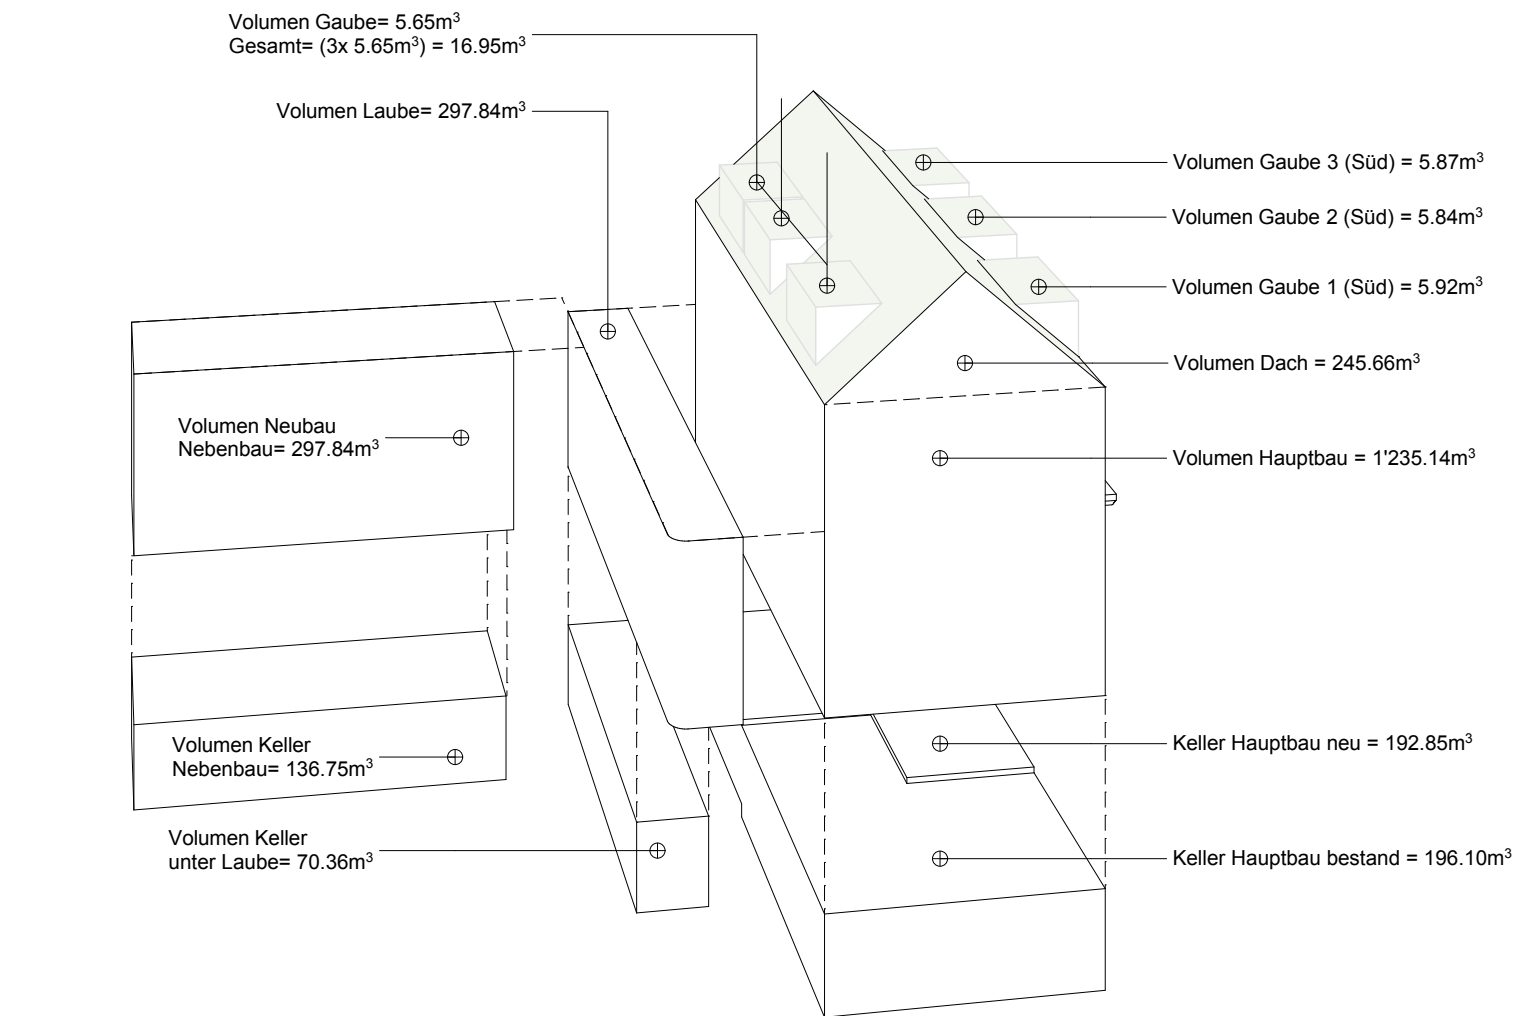 Volumen Gaube= 5.65m³
Gesamt= (3x 5.65m³) = 16.95m³
Volumen Laube= 297.84m³
Volumen Gaube 3 (Süd) = 5.87m³
Volumen Gaube 2 (Süd) = 5.84m³
Volumen Gaube 1 (Süd) = 5.92m³
Volumen Dach = 245.66m³
Volumen Neubau
Nebenbau= 297.84m³
Volumen Hauptbau = 1'235.14m³
Volumen Keller
Nebenbau= 136.75m³
Keller Hauptbau neu = 192.85m³
Volumen Keller
unter Laube= 70.36m³
Keller Hauptbau bestand = 196.10m³